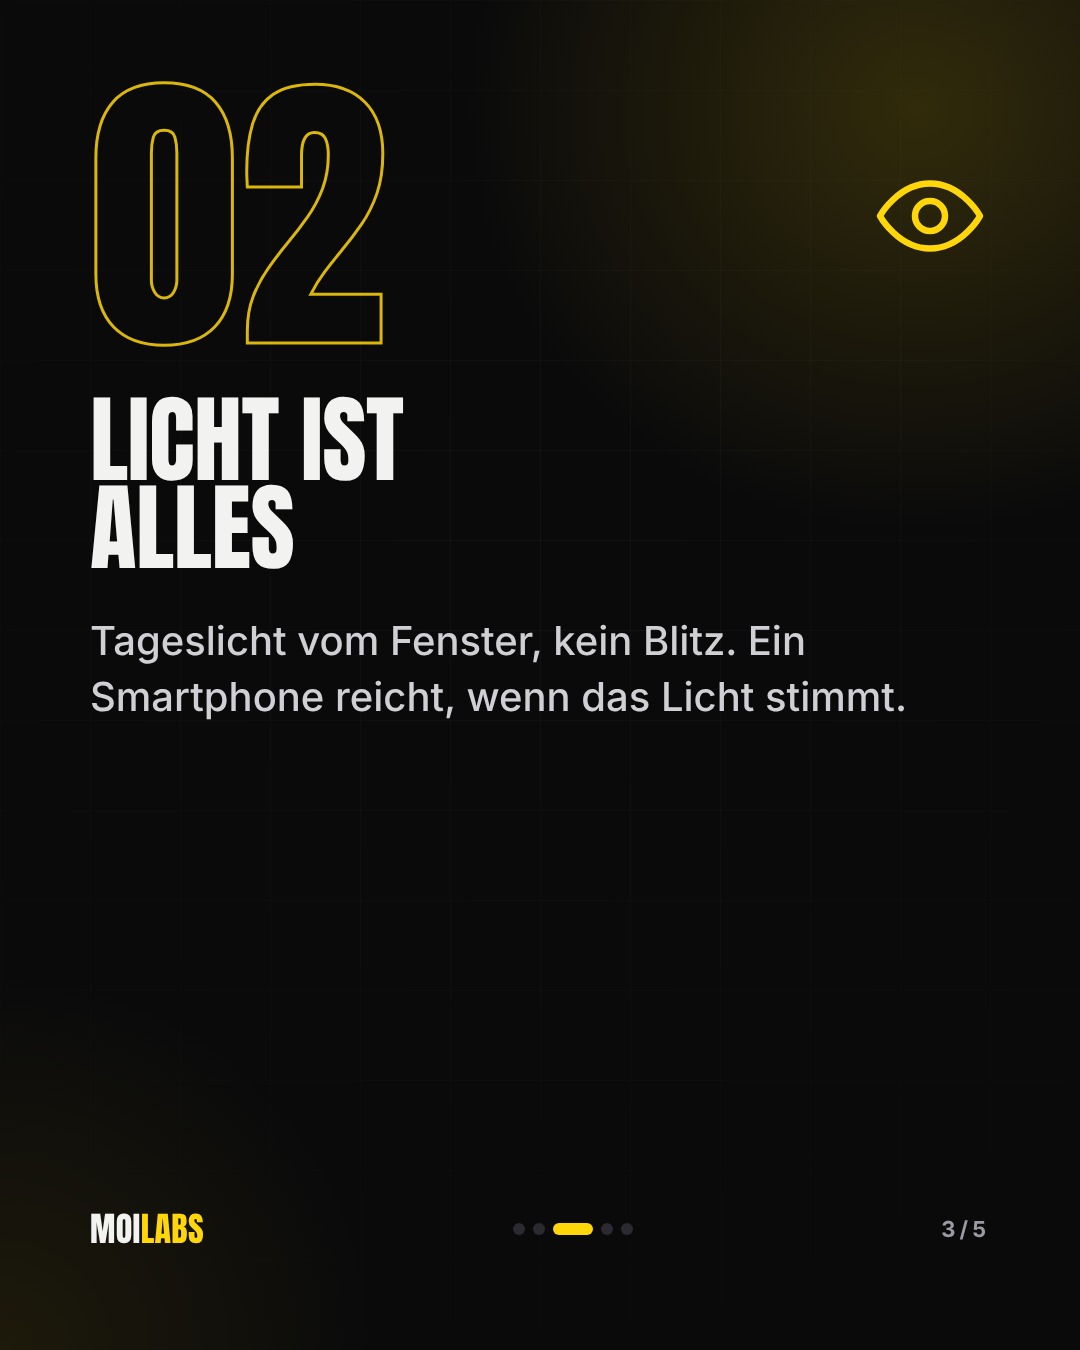 02
LICHT IST
ALLES
Tageslicht vom Fenster, kein Blitz. Ein
Smartphone reicht, wenn das Licht stimmt.
MOILABS
3 / 5